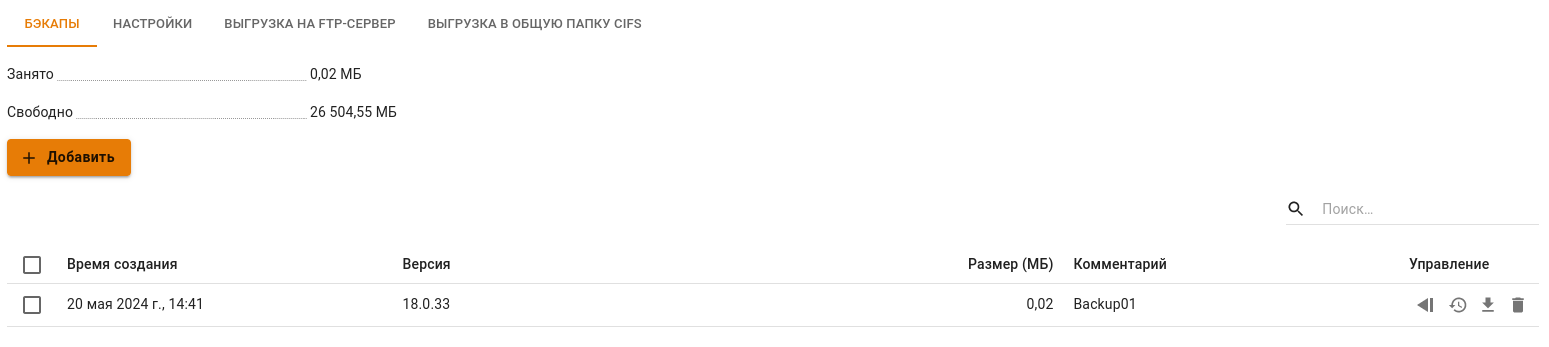 БЭКАПЫ НАСТРОЙКИ ВЫГРУЗКА НА FTP-СЕРВЕР ВЫГРУЗКА В ОБЩУЮ ПАПКУ CIFS
Занято 0,02 МБ
Свободно 26 504,55 МБ
Добавить
Поиск…
Время создания Версия Размер (МБ) Комментарий Управление
20 мая 2024 г., 14:41 18.0.33 0,02 Backup01